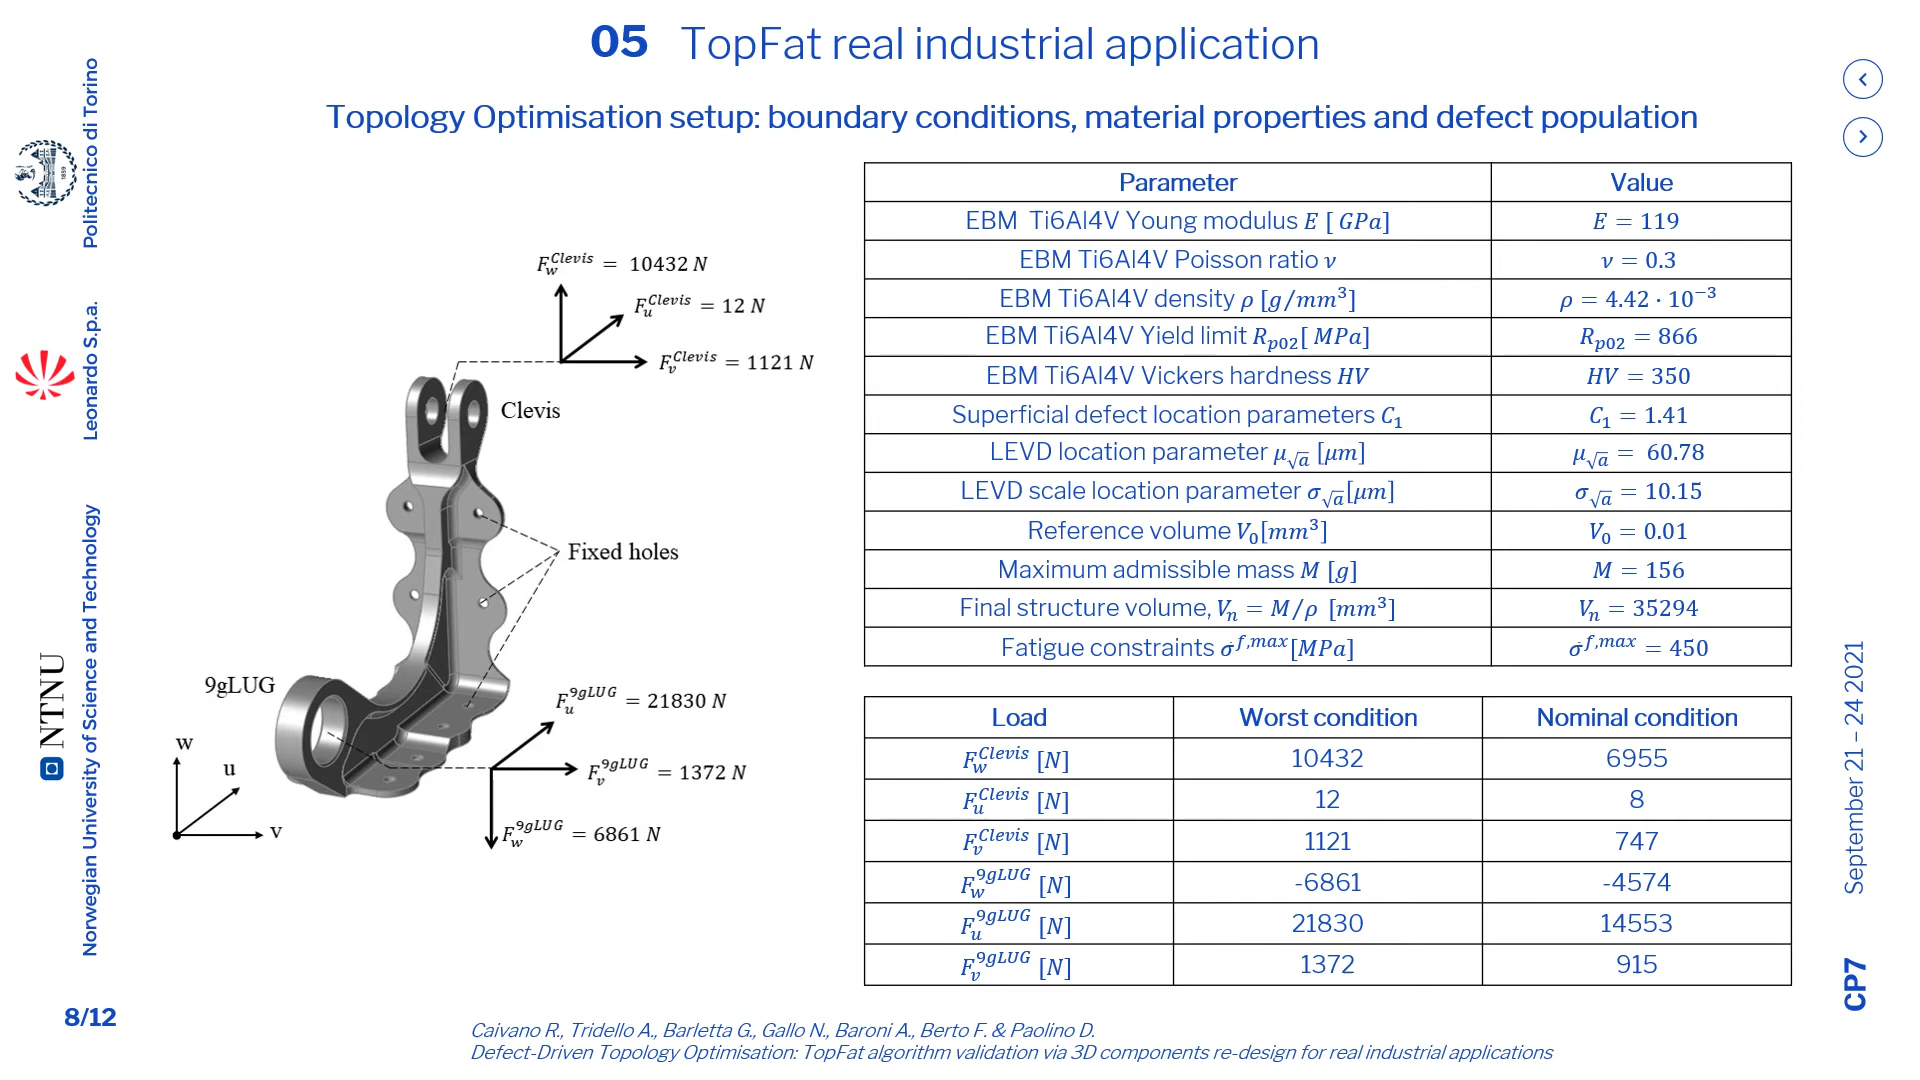 05 TopFat real industrial application
Topology Optimisation setup: boundary conditions, material properties and defect population
Politecnico di Torino
Leonardo S.p.a.
Norwegian University of Science and Technology
NTNU
1859
F_w^Clevis = 10432 N
F_u^Clevis = 12 N
F_v^Clevis = 1121 N
Clevis
Fixed holes
9gLUG
F_u^9gLUG = 21830 N
F_v^9gLUG = 1372 N
F_w^9gLUG = 6861 N
w
u
v
Parameter Value
EBM Ti6Al4V Young modulus E [ GPa] E = 119
EBM Ti6Al4V Poisson ratio ν ν = 0.3
EBM Ti6Al4V density ρ [g/mm³] ρ = 4.42 · 10⁻³
EBM Ti6Al4V Yield limit R_p02[ MPa] R_p02 = 866
EBM Ti6Al4V Vickers hardness HV HV = 350
Superficial defect location parameters C₁ C₁ = 1.41
LEVD location parameter μ_√a [μm] μ_√a = 60.78
LEVD scale location parameter σ_√a[μm] σ_√a = 10.15
Reference volume V₀[mm³] V₀ = 0.01
Maximum admissible mass M [g] M = 156
Final structure volume, V_n = M/ρ [mm³] V_n = 35294
Fatigue constraints σ^f,max[MPa] σ^f,max = 450
Load Worst condition Nominal condition
F_w^Clevis [N] 10432 6955
F_u^Clevis [N] 12 8
F_v^Clevis [N] 1121 747
F_w^9gLUG [N] -6861 -4574
F_u^9gLUG [N] 21830 14553
F_v^9gLUG [N] 1372 915
September 21 – 24 2021
CP7
8/12
Caivano R., Tridello A., Barletta G., Gallo N., Baroni A., Berto F. & Paolino D.
Defect-Driven Topology Optimisation: TopFat algorithm validation via 3D components re-design for real industrial applications